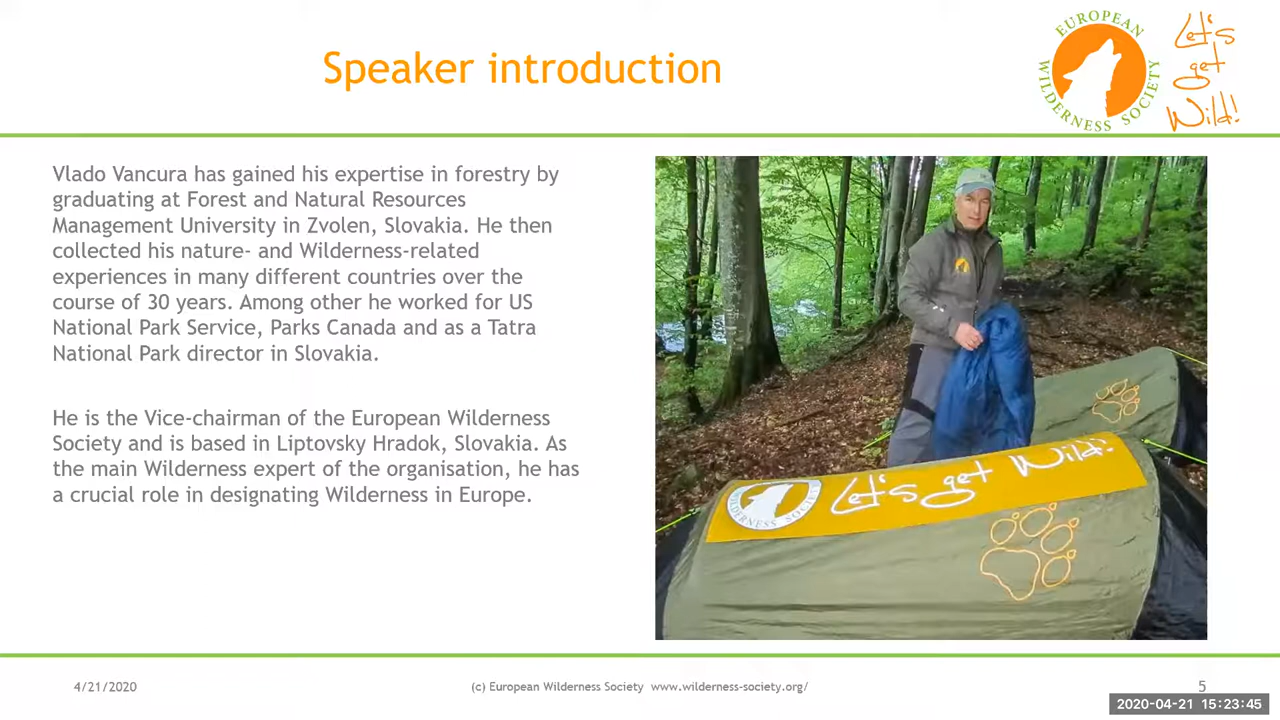 Speaker introduction
EUROPEAN
WILDERNESS SOCIETY
Let's
get
Wild!
Vlado Vancura has gained his expertise in forestry by
graduating at Forest and Natural Resources
Management University in Zvolen, Slovakia. He then
collected his nature- and Wilderness-related
experiences in many different countries over the
course of 30 years. Among other he worked for US
National Park Service, Parks Canada and as a Tatra
National Park director in Slovakia.
He is the Vice-chairman of the European Wilderness
Society and is based in Liptovsky Hradok, Slovakia. As
the main Wilderness expert of the organisation, he has
a crucial role in designating Wilderness in Europe.
WILDERNESS SOCIETY
Let's get Wild!
4/21/2020
(c) European Wilderness Society www.wilderness-society.org/
5
2020-04-21 15:23:45